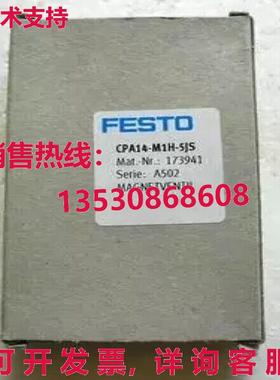 术支持
FESTO
CPA14-M1H-5JS
Mat.-Nr.: 173941
销售热线:
Serie: A502
13530868608
MAGNETVENTIL
可开票,详询客服